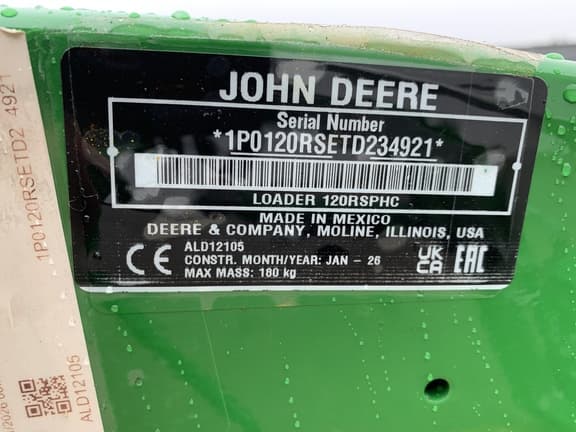 JOHN DEERE
Serial Number
*1P0120RSETD234921*
LOADER 120RSPHC
MADE IN MEXICO
DEERE & COMPANY, MOLINE, ILLINOIS, USA
CE
ALD12105
CONSTR. MONTH/YEAR: JAN - 26
MAX MASS: 180 kg
UK
CA
EAC
1P0120RSETD2 4921
ALD12105